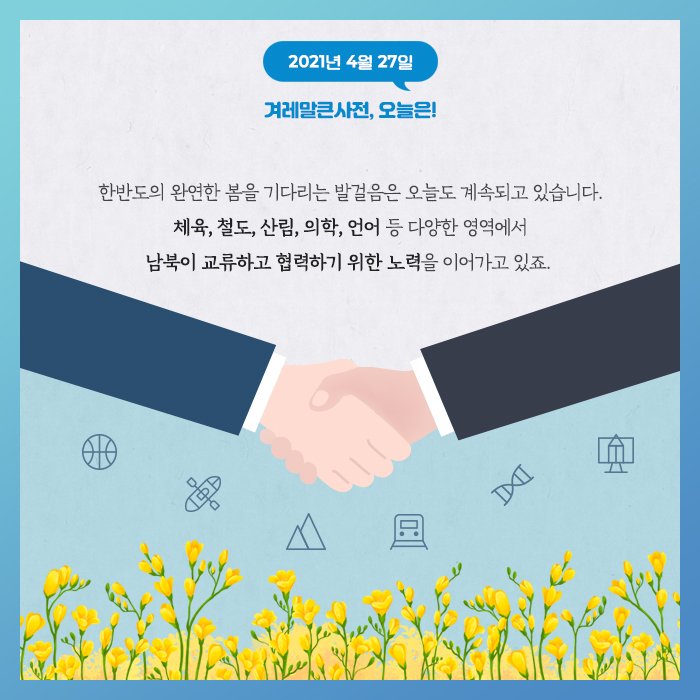 2021년 4월 27일
겨레말큰사전, 오늘은!
한반도의 완연한 봄을 기다리는 발걸음은 오늘도 계속되고 있습니다.
체육, 철도, 산림, 의학, 언어 등 다양한 영역에서
남북이 교류하고 협력하기 위한 노력을 이어가고 있죠.